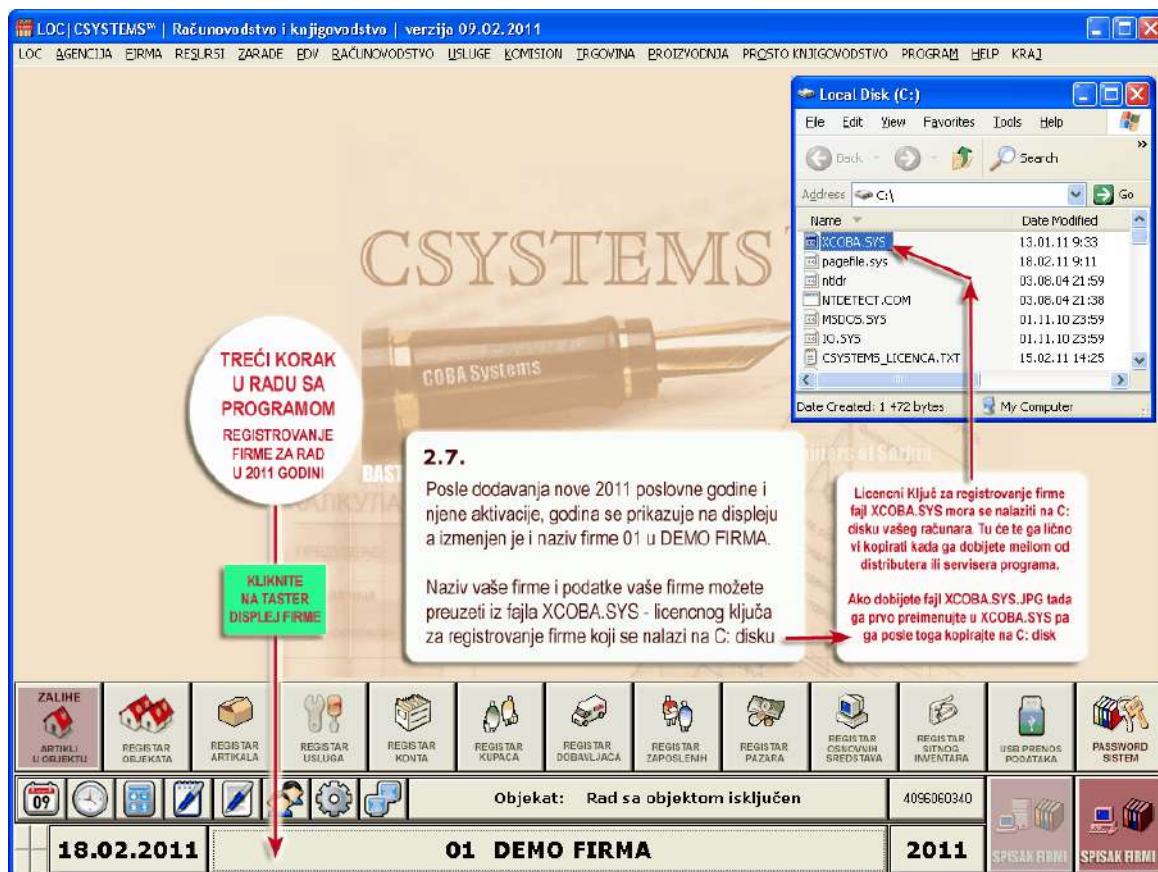 LOC|CSYSTEMS™ | Računovodstvo i knjigovodstvo | verzija 09.02.2011
LOC AGENCIJA FIRMA RESURSI ZARADE PDV RAČUNOVODSTVO USLUGE KOMISION TRGOVINA PROIZVODNJA PROSTO KNJIGOVODSTVO PROGRAM HELP KRAJ
Local Disk (C:)
File Edit View Favorites Tools Help
Back Search
Address C:\ Go
Name Date Modified
XCOBA.SYS 13.01.11 9:33
pagefile.sys 18.02.11 9:11
ntldr 03.08.04 21:59
NTDETECT.COM 03.08.04 21:38
MSDOS.SYS 01.11.10 23:59
IO.SYS 01.11.10 23:59
CSYSTEMS_LICENCA.TXT 15.02.11 14:25
Date Created: 1 472 bytes My Computer
CSYSTEMS
COBA Systems
TREĆI KORAK
U RADU SA
PROGRAMOM
REGISTROVANJE
FIRME ZA RAD
U 2011 GODINI
KLIKNITE
NA TASTER
DISPLEJ FIRME
2.7.
Posle dodavanja nove 2011 poslovne godine i
njene aktivacije, godina se prikazuje na displeju
a izmenjen je i naziv firme 01 u DEMO FIRMA.
Naziv vaše firme i podatke vaše firme možete
preuzeti iz fajla XCOBA.SYS - licencnog ključa
za registrovanje firme koji se nalazi na C: disku
Licencni Ključ za registrovanje firme
fajl XCOBA.SYS mora se nalaziti na C:
disku vašeg računara. Tu će te ga lično
vi kopirati kada ga dobijete meilom od
distributera ili servisera programa.
Ako dobijete fajl XCOBA.SYS.JPG tada
ga prvo preimenujte u XCOBA.SYS pa
ga posle toga kopirajte na C: disk
ZALIHE
ARTIKLI
U OBJEKTU
REGISTAR
OBJEKATA
REGISTAR
ARTIKALA
REGISTAR
USLUGA
REGISTAR
KONTA
REGISTAR
KUPACA
REGISTAR
DOBAVLJAČA
REGISTAR
ZAPOSLENIH
REGISTAR
PAZARA
REGISTAR
OSNOVNIH
SREDSTAVA
REGISTAR
SITNOG
INVENTARA
USB PRENOS
PODATAKA
PASSWORD
SISTEM
09
Objekat: Rad sa objektom isključen
4096060340
18.02.2011
01 DEMO FIRMA
2011
SPISAK FIRMI
SPISAK FIRMI